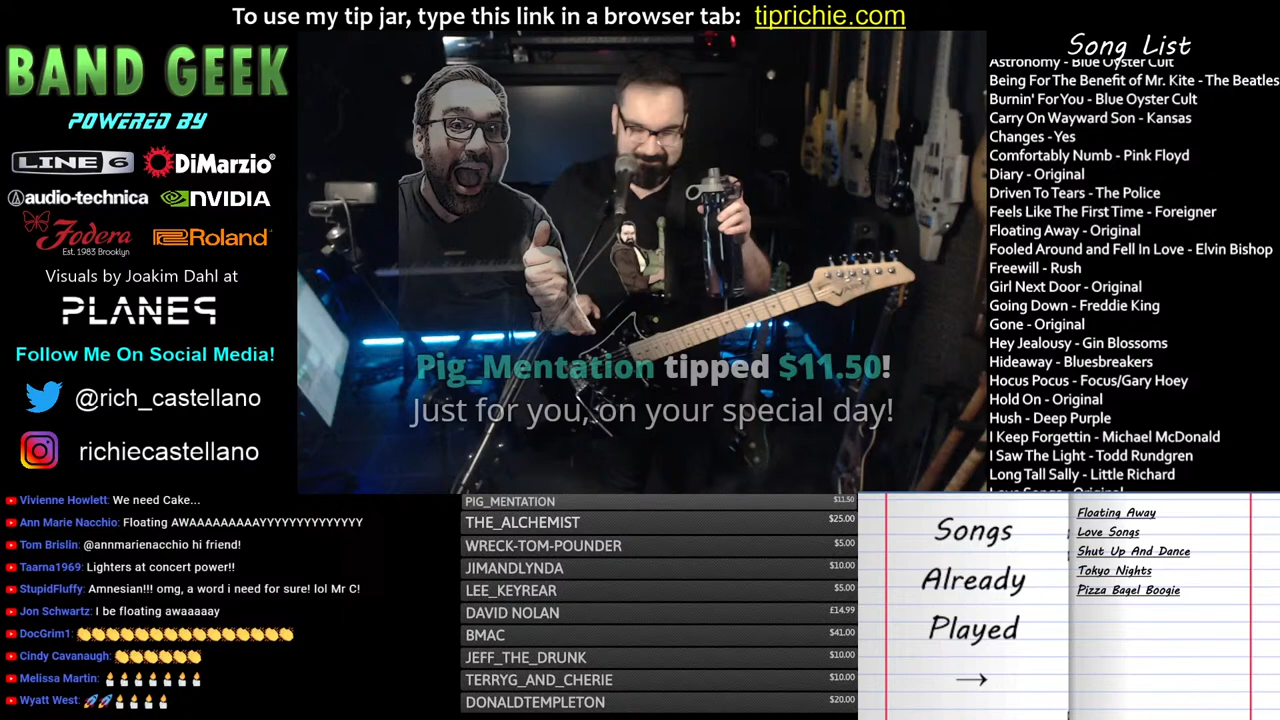 To use my tip jar, type this link in a browser tab: tiprichie.com
BAND GEEK
POWERED BY
LINE 6
DiMarzio
audio-technica
NVIDIA
Fodera
Est. 1983 Brooklyn
Roland
Visuals by Joakim Dahl at
PLANE9
Follow Me On Social Media!
@rich_castellano
richiecastellano
Pig_Mentation tipped $11.50!
Just for you, on your special day!
Song List
Astronomy - Blue Oyster Cult
Being For The Benefit of Mr. Kite - The Beatles
Burnin' For You - Blue Oyster Cult
Carry On Wayward Son - Kansas
Changes - Yes
Comfortably Numb - Pink Floyd
Diary - Original
Driven To Tears - The Police
Feels Like The First Time - Foreigner
Floating Away - Original
Fooled Around and Fell In Love - Elvin Bishop
Freewill - Rush
Girl Next Door - Original
Going Down - Freddie King
Gone - Original
Hey Jealousy - Gin Blossoms
Hideaway - Bluesbreakers
Hocus Pocus - Focus/Gary Hoey
Hold On - Original
Hush - Deep Purple
I Keep Forgettin - Michael McDonald
I Saw The Light - Todd Rundgren
Long Tall Sally - Little Richard
Love Songs - Original
Vivienne Howlett: We need Cake...
Ann Marie Nacchio: Floating AWAAAAAAAAAYYYYYYYYYYYYYY
Tom Brislin: @annmarienacchio hi friend!
Taarna1969: Lighters at concert power!!
StupidFluffy: Amnesian!!! omg, a word i need for sure! lol Mr C!
Jon Schwartz: I be floating awaaaaay
DocGrim1: 👏👏👏👏👏👏👏👏👏👏👏👏👏👏👏
Cindy Cavanaugh: 👏👏👏👏👏👏
Melissa Martin: 🕯🕯🕯🕯🕯🕯🕯
Wyatt West: 🚀🚀🕯🕯🕯🕯
PIG_MENTATION $11.50
THE_ALCHEMIST $25.00
WRECK-TOM-POUNDER $5.00
JIMANDLYNDA $10.00
LEE_KEYREAR $5.00
DAVID NOLAN £14.99
BMAC $41.00
JEFF_THE_DRUNK $10.00
TERRYG_AND_CHERIE $10.00
DONALDTEMPLETON $20.00
Songs
Already
Played
→
Floating Away
Love Songs
Shut Up And Dance
Tokyo Nights
Pizza Bagel Boogie